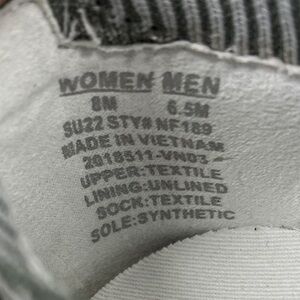 WOMEN MEN
8M 6.5M
SU22 STY# NF189
MADE IN VIETNAM
2018511-VN03
UPPER:TEXTILE
LINING:UNLINED
SOCK:TEXTILE
SOLE:SYNTHETIC